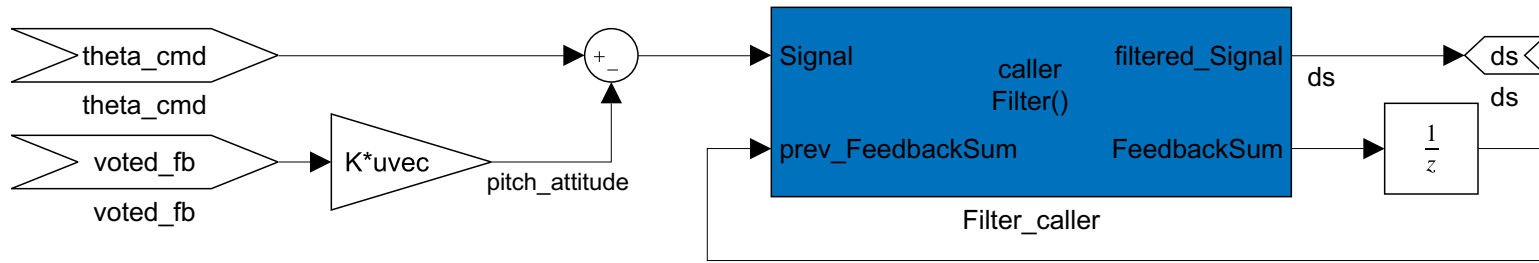 theta_cmd
theta_cmd
+
–
Signal
caller
Filter()
filtered_Signal
ds
ds
ds
voted_fb
voted_fb
K*uvec
pitch_attitude
prev_FeedbackSum
FeedbackSum
1
z
Filter_caller